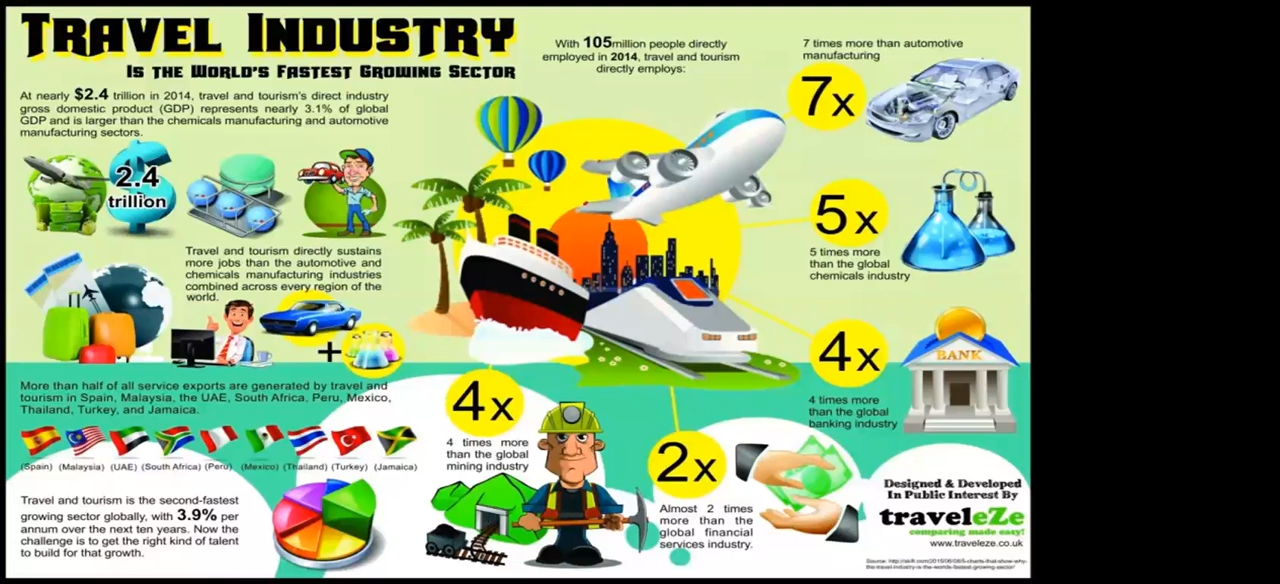 TRAVEL INDUSTRY
IS THE WORLD'S FASTEST GROWING SECTOR
At nearly $2.4 trillion in 2014, travel and tourism's direct industry
gross domestic product (GDP) represents nearly 3.1% of global
GDP and is larger than the chemicals manufacturing and automotive
manufacturing sectors.
2.4
trillion
Travel and tourism directly sustains
more jobs than the automotive and
chemicals manufacturing industries
combined across every region of the
world.
+
More than half of all service exports are generated by travel and
tourism in Spain, Malaysia, the UAE, South Africa, Peru, Mexico,
Thailand, Turkey, and Jamaica.
(Spain) (Malaysia) (UAE) (South Africa) (Peru) (Mexico) (Thailand) (Turkey) (Jamaica)
Travel and tourism is the second-fastest
growing sector globally, with 3.9% per
annum over the next ten years. Now the
challenge is to get the right kind of talent
to build for that growth.
With 105million people directly
employed in 2014, travel and tourism
directly employs:
7 times more than automotive
manufacturing
7x
5x
5 times more
than the global
chemicals industry
4x
BANK
4 times more
than the global
banking industry
4x
4 times more
than the global
mining industry
2x
Almost 2 times
more than the
global financial
services industry.
Designed & Developed
In Public Interest By
traveleZe
comparing made easy!
www.traveleze.co.uk